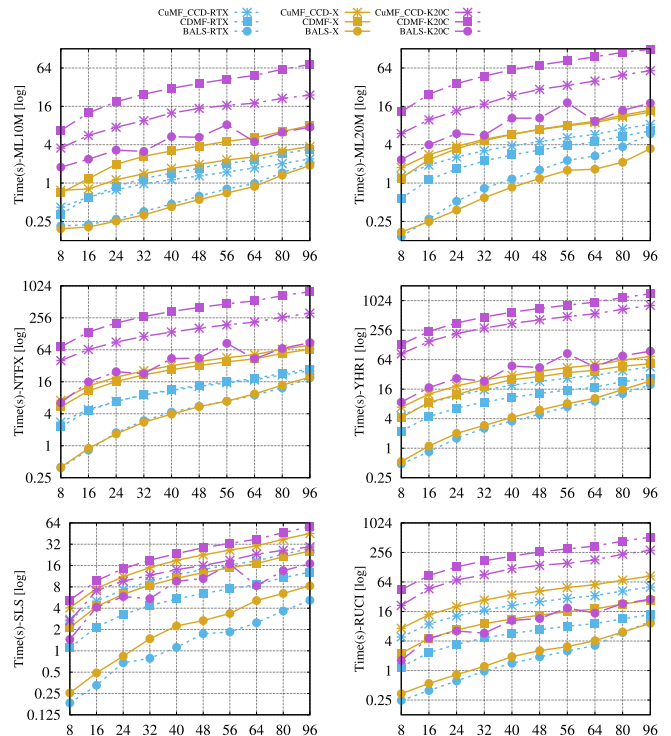 CuMF_CCD-RTX CuMF_CCD-X CuMF_CCD-K20C
CDMF-RTX CDMF-X CDMF-K20C
BALS-RTX BALS-X BALS-K20C
Time(s)-ML10M [log]
64
16
4
1
0.25
8 16 24 32 40 48 56 64 80 96
Time(s)-ML20M [log]
64
16
4
1
0.25
8 16 24 32 40 48 56 64 80 96
Time(s)-NTFX [log]
1024
256
64
16
4
1
0.25
8 16 24 32 40 48 56 64 80 96
Time(s)-YHR1 [log]
1024
256
64
16
4
1
0.25
8 16 24 32 40 48 56 64 80 96
Time(s)-SLS [log]
64
32
16
8
4
2
1
0.5
0.25
0.125
8 16 24 32 40 48 56 64 80 96
Time(s)-RUCI [log]
1024
256
64
16
4
1
0.25
8 16 24 32 40 48 56 64 80 96